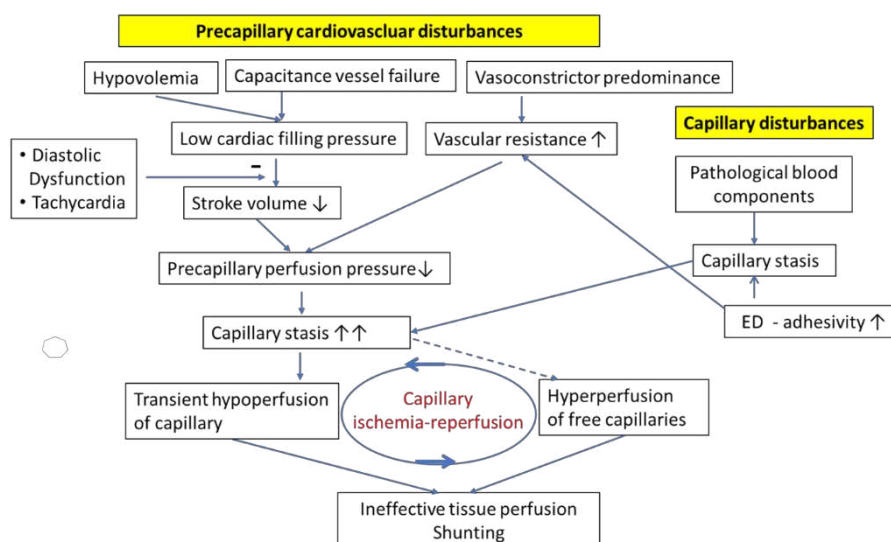 Precapillary cardiovascluar disturbances
Hypovolemia
Capacitance vessel failure
Vasoconstrictor predominance
Low cardiac filling pressure
Vascular resistance ↑
Capillary disturbances
• Diastolic
Dysfunction
• Tachycardia
-
Stroke volume ↓
Pathological blood
components
Precapillary perfusion pressure↓
Capillary stasis
Capillary stasis ↑↑
ED - adhesivity ↑
Transient hypoperfusion
of capillary
Capillary
ischemia-reperfusion
Hyperperfusion
of free capillaries
Ineffective tissue perfusion
Shunting